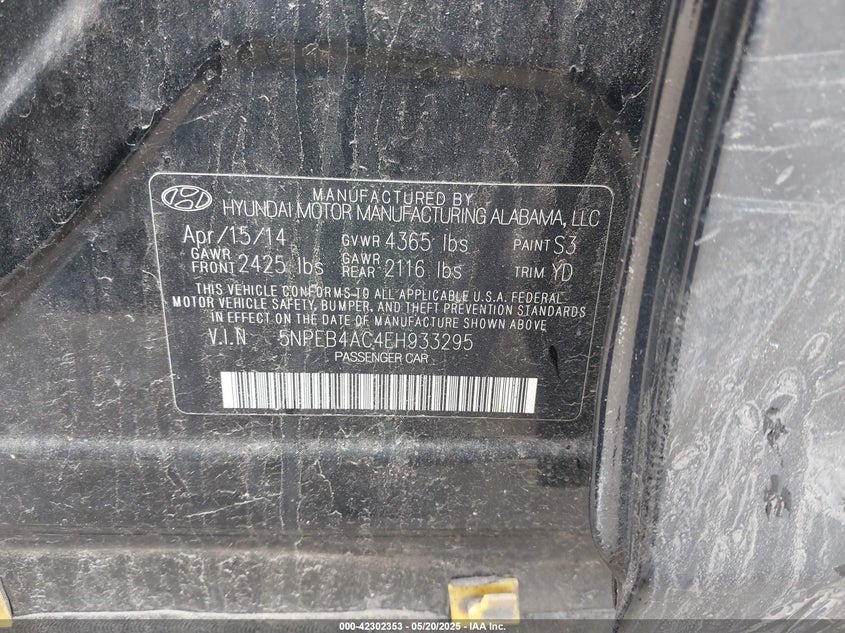 MANUFACTURED BY
HYUNDAI MOTOR MANUFACTURING ALABAMA, LLC
Apr/15/14 GVWR 4365 lbs PAINT S3
GAWR FRONT 2425 lbs GAWR REAR 2116 lbs TRIM YD
THIS VEHICLE CONFORMS TO ALL APPLICABLE U.S.A. FEDERAL
MOTOR VEHICLE SAFETY, BUMPER, AND THEFT PREVENTION STANDARDS
IN EFFECT ON THE DATE OF MANUFACTURE SHOWN ABOVE.
V.I.N 5NPEB4AC4EH933295
PASSENGER CAR
000-42302353 - 05/20/2025 - IAA Inc.